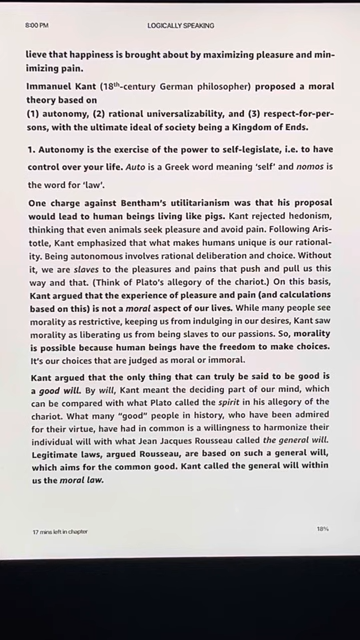 8:00 PM
LOGICALLY SPEAKING
lieve that happiness is brought about by maximizing pleasure and min-
imizing pain.
Immanuel Kant (18th-century German philosopher) proposed a moral
theory based on
(1) autonomy, (2) rational universalizability, and (3) respect-for-per-
sons, with the ultimate ideal of society being a Kingdom of Ends.
1. Autonomy is the exercise of the power to self-legislate, i.e. to have
control over your life. Auto is a Greek word meaning ‘self’ and nomos is
the word for ‘law’.
One charge against Bentham's utilitarianism was that his proposal
would lead to human beings living like pigs. Kant rejected hedonism,
thinking that even animals seek pleasure and avoid pain. Following Aris-
totle, Kant emphasized that what makes humans unique is our rational-
ity. Being autonomous involves rational deliberation and choice. Without
it, we are slaves to the pleasures and pains that push and pull us this
way and that. (Think of Plato's allegory of the chariot.) On this basis,
Kant argued that the experience of pleasure and pain (and calculations
based on this) is not a moral aspect of our lives. While many people see
morality as restrictive, keeping us from indulging in our desires, Kant saw
morality as liberating us from being slaves to our passions. So, morality
is possible because human beings have the freedom to make choices.
It's our choices that are judged as moral or immoral.
Kant argued that the only thing that can truly be said to be good is
a good will. By will, Kant meant the deciding part of our mind, which
can be compared with what Plato called the spirit in his allegory of the
chariot. What many “good” people in history, who have been admired
for their virtue, have had in common is a willingness to harmonize their
individual will with what Jean Jacques Rousseau called the general will.
Legitimate laws, argued Rousseau, are based on such a general will,
which aims for the common good. Kant called the general will within
us the moral law.
17 mins left in chapter
18%